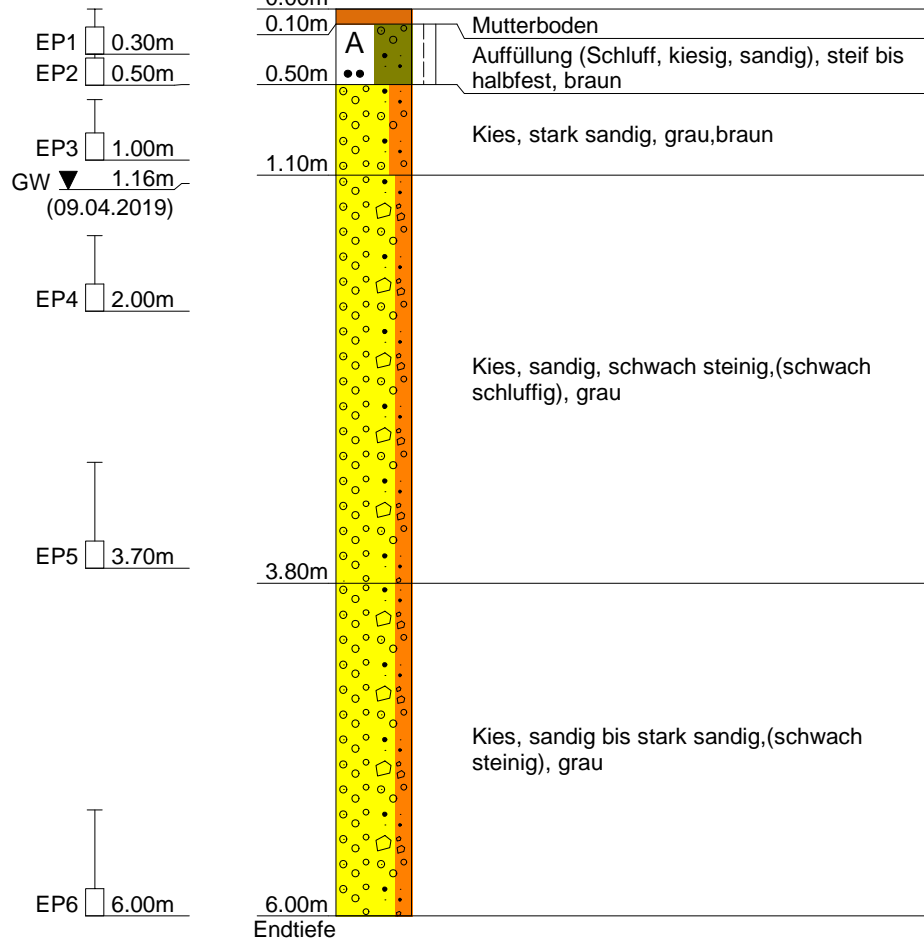 0.00m
0.10m
Mutterboden
EP1 0.30m
A
Auffüllung (Schluff, kiesig, sandig), steif bis
halbfest, braun
EP2 0.50m
0.50m
Kies, stark sandig, grau,braun
EP3 1.00m
1.10m
GW 1.16m
(09.04.2019)
EP4 2.00m
Kies, sandig, schwach steinig,(schwach
schluffig), grau
EP5 3.70m
3.80m
Kies, sandig bis stark sandig,(schwach
steinig), grau
EP6 6.00m
6.00m
Endtiefe